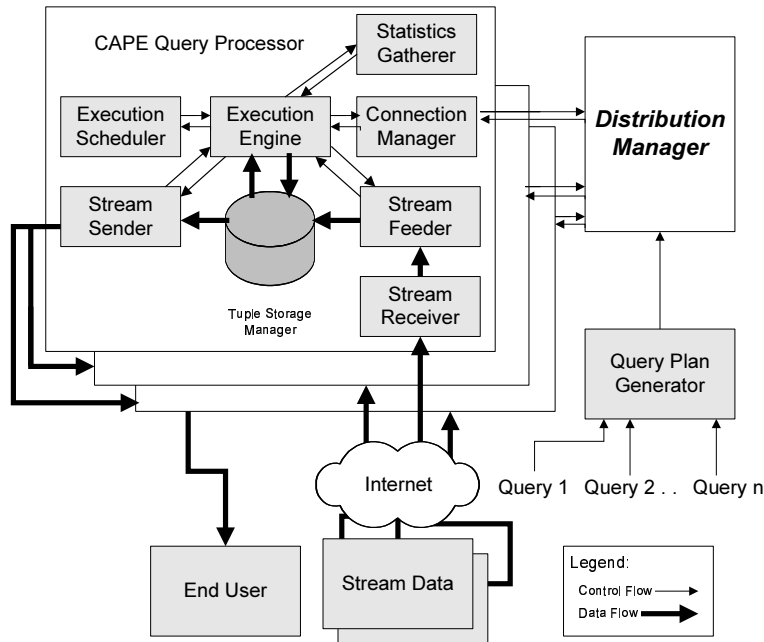 CAPE Query Processor
Statistics
Gatherer
Execution
Scheduler
Execution
Engine
Connection
Manager
Distribution
Manager
Stream
Sender
Stream
Feeder
Tuple Storage
Manager
Stream
Receiver
Query Plan
Generator
Internet
Query 1
Query 2 . .
Query n
End User
Stream Data
Legend:
Control Flow
Data Flow